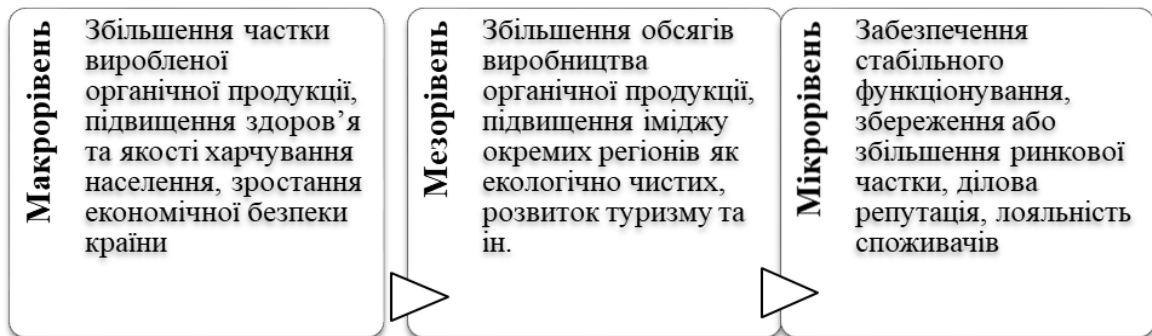 Макрорівень
Збільшення частки
виробленої
органічної продукції,
підвищення здоров’я
та якості харчування
населення, зростання
економічної безпеки
країни
Мезорівень
Збільшення обсягів
виробництва
органічної продукції,
підвищення іміджу
окремих регіонів як
екологічно чистих,
розвиток туризму та
ін.
Мікрорівень
Забезпечення
стабільного
функціонування,
збереження або
збільшення ринкової
частки, ділова
репутація, лояльність
споживачів